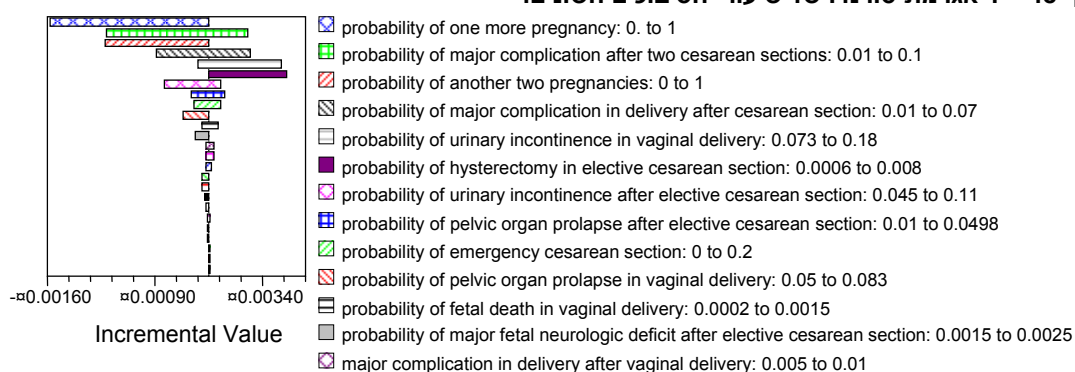 probability of one more pregnancy: 0. to 1
probability of major complication after two cesarean sections: 0.01 to 0.1
probability of another two pregnancies: 0 to 1
probability of major complication in delivery after cesarean section: 0.01 to 0.07
probability of urinary incontinence in vaginal delivery: 0.073 to 0.18
probability of hysterectomy in elective cesarean section: 0.0006 to 0.008
probability of urinary incontinence after elective cesarean section: 0.045 to 0.11
probability of pelvic organ prolapse after elective cesarean section: 0.01 to 0.0498
probability of emergency cesarean section: 0 to 0.2
probability of pelvic organ prolapse in vaginal delivery: 0.05 to 0.083
probability of fetal death in vaginal delivery: 0.0002 to 0.0015
probability of major fetal neurologic deficit after elective cesarean section: 0.0015 to 0.0025
major complication in delivery after vaginal delivery: 0.005 to 0.01
-¤0.00160 ¤0.00090 ¤0.00340
Incremental Value